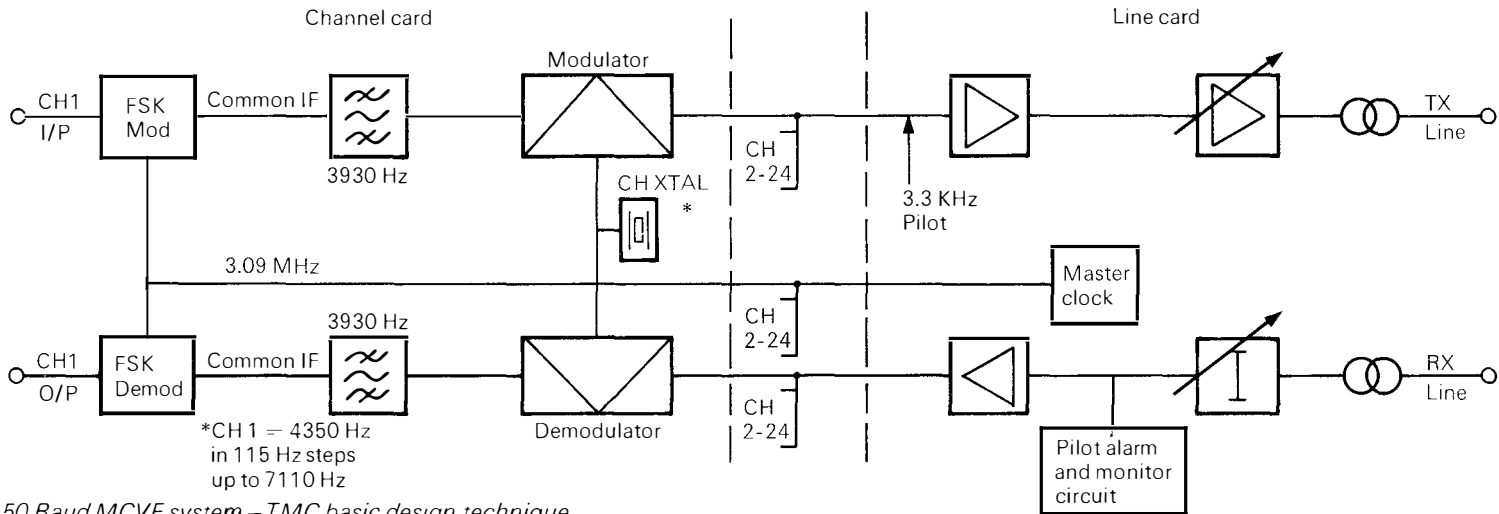 Channel card
Line card
CH1
I/P
FSK
Mod
Common IF
3930 Hz
Modulator
CH XTAL
*
CH
2-24
3.3 KHz
Pilot
TX
Line
3.09 MHz
CH
2-24
Master
clock
CH1
O/P
FSK
Demod
Common IF
3930 Hz
Demodulator
CH
2-24
RX
Line
*CH 1 = 4350 Hz
in 115 Hz steps
up to 7110 Hz
Pilot alarm
and monitor
circuit
50 Baud MCVF system – TMC basic design technique